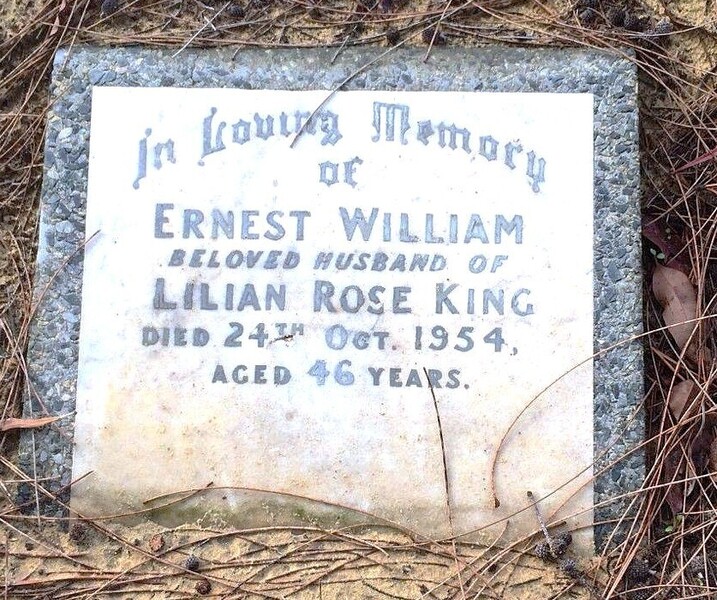 In Loving Memory
of
ERNEST WILLIAM
BELOVED HUSBAND OF
LILIAN ROSE KING
DIED 24TH OCT. 1954,
AGED 46 YEARS.